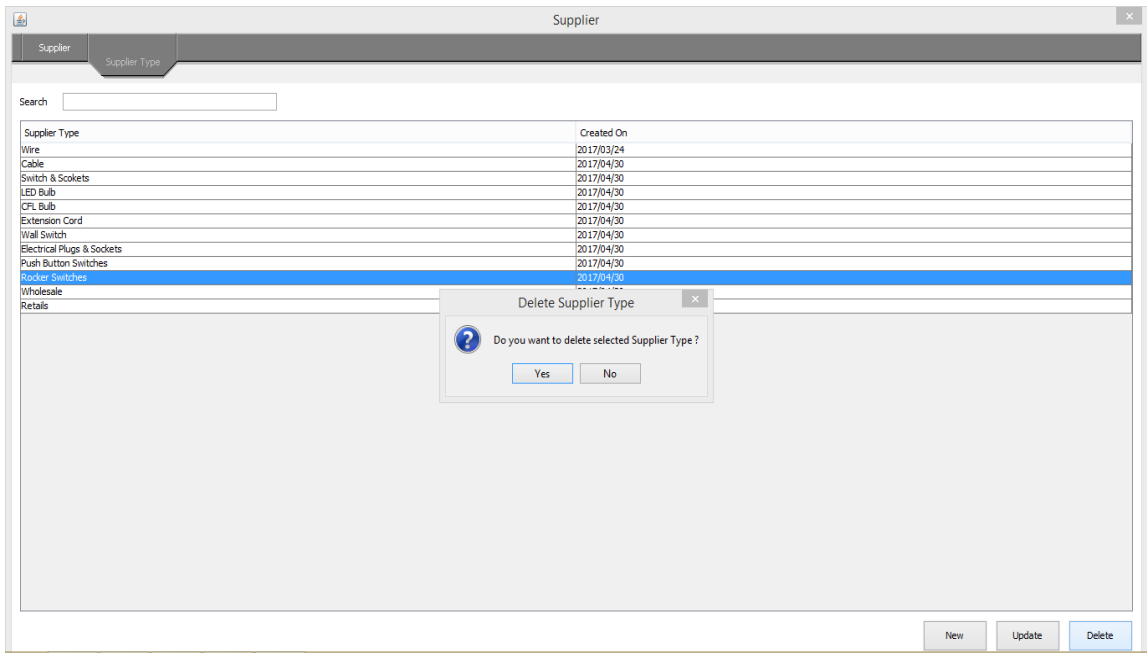 Supplier
Supplier
Supplier Type
Search
Supplier Type Created On
Wire 2017/03/24
Cable 2017/04/30
Switch & Scokets 2017/04/30
LED Bulb 2017/04/30
CFL Bulb 2017/04/30
Extension Cord 2017/04/30
Wall Switch 2017/04/30
Electrical Plugs & Sockets 2017/04/30
Push Button Switches 2017/04/30
Rocker Switches 2017/04/30
Wholesale
Retails
Delete Supplier Type
Do you want to delete selected Supplier Type ?
Yes No
New Update Delete